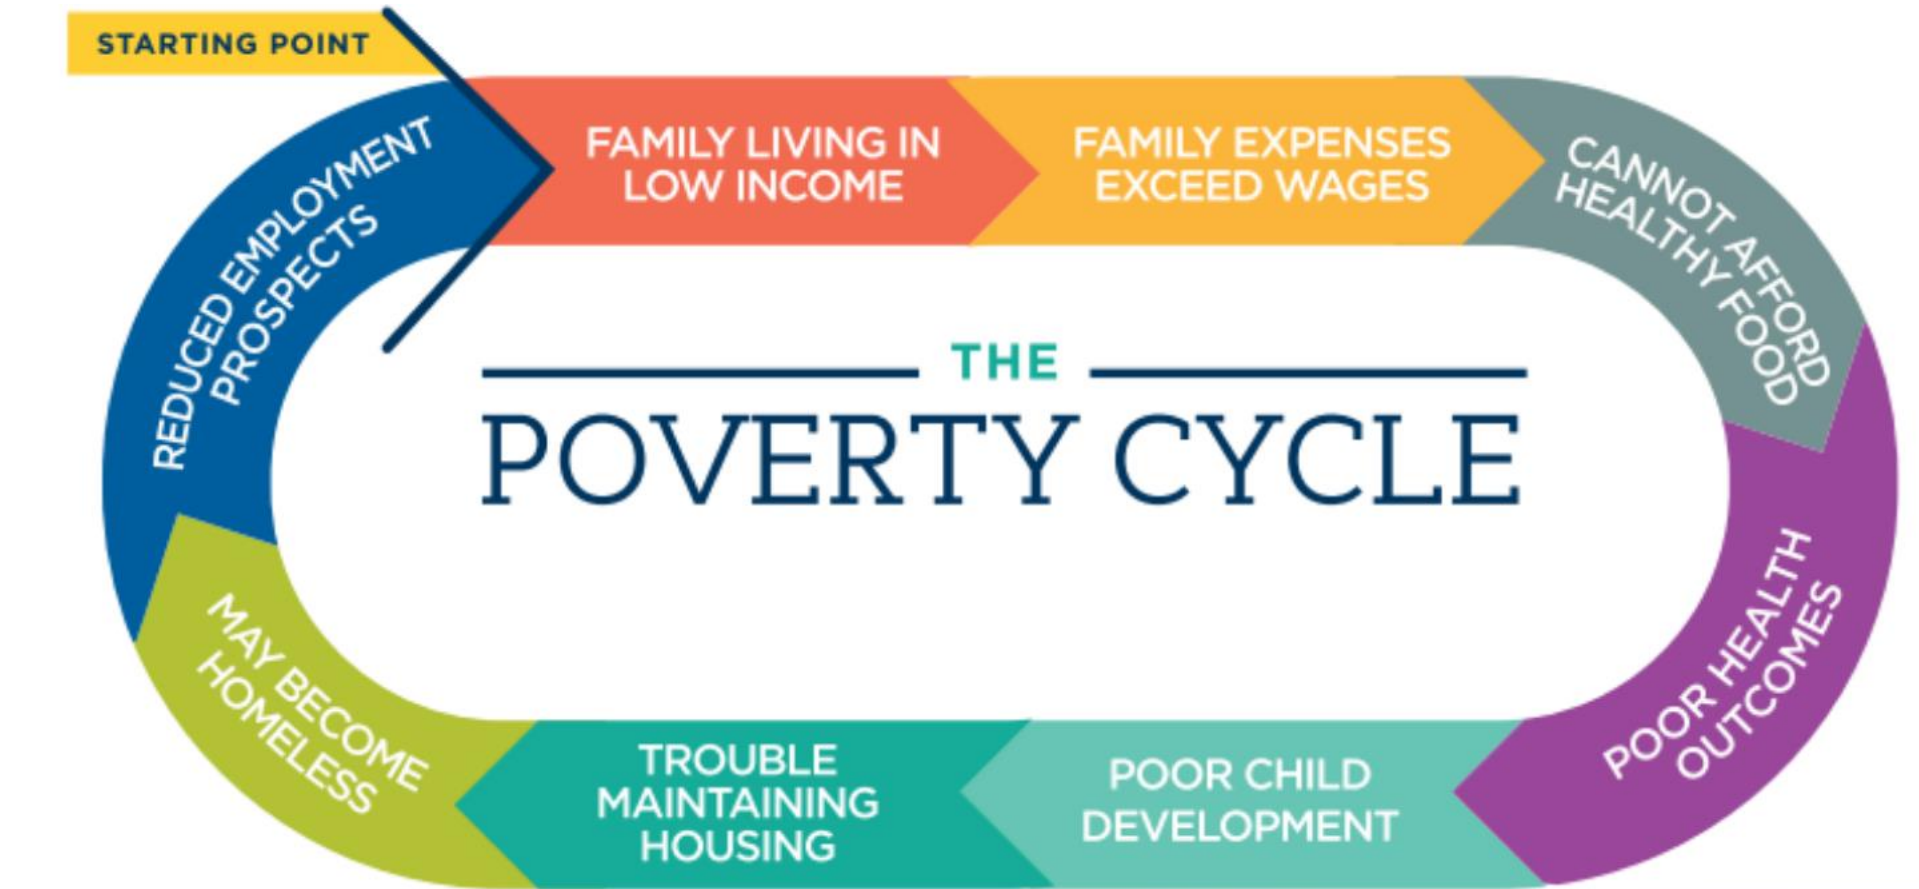 STARTING POINT
FAMILY LIVING IN
LOW INCOME
FAMILY EXPENSES
EXCEED WAGES
CANNOT AFFORD
HEALTHY FOOD
POOR HEALTH
OUTCOMES
POOR CHILD
DEVELOPMENT
TROUBLE
MAINTAINING
HOUSING
MAY BECOME
HOMELESS
REDUCED EMPLOYMENT
PROSPECTS
THE
POVERTY CYCLE